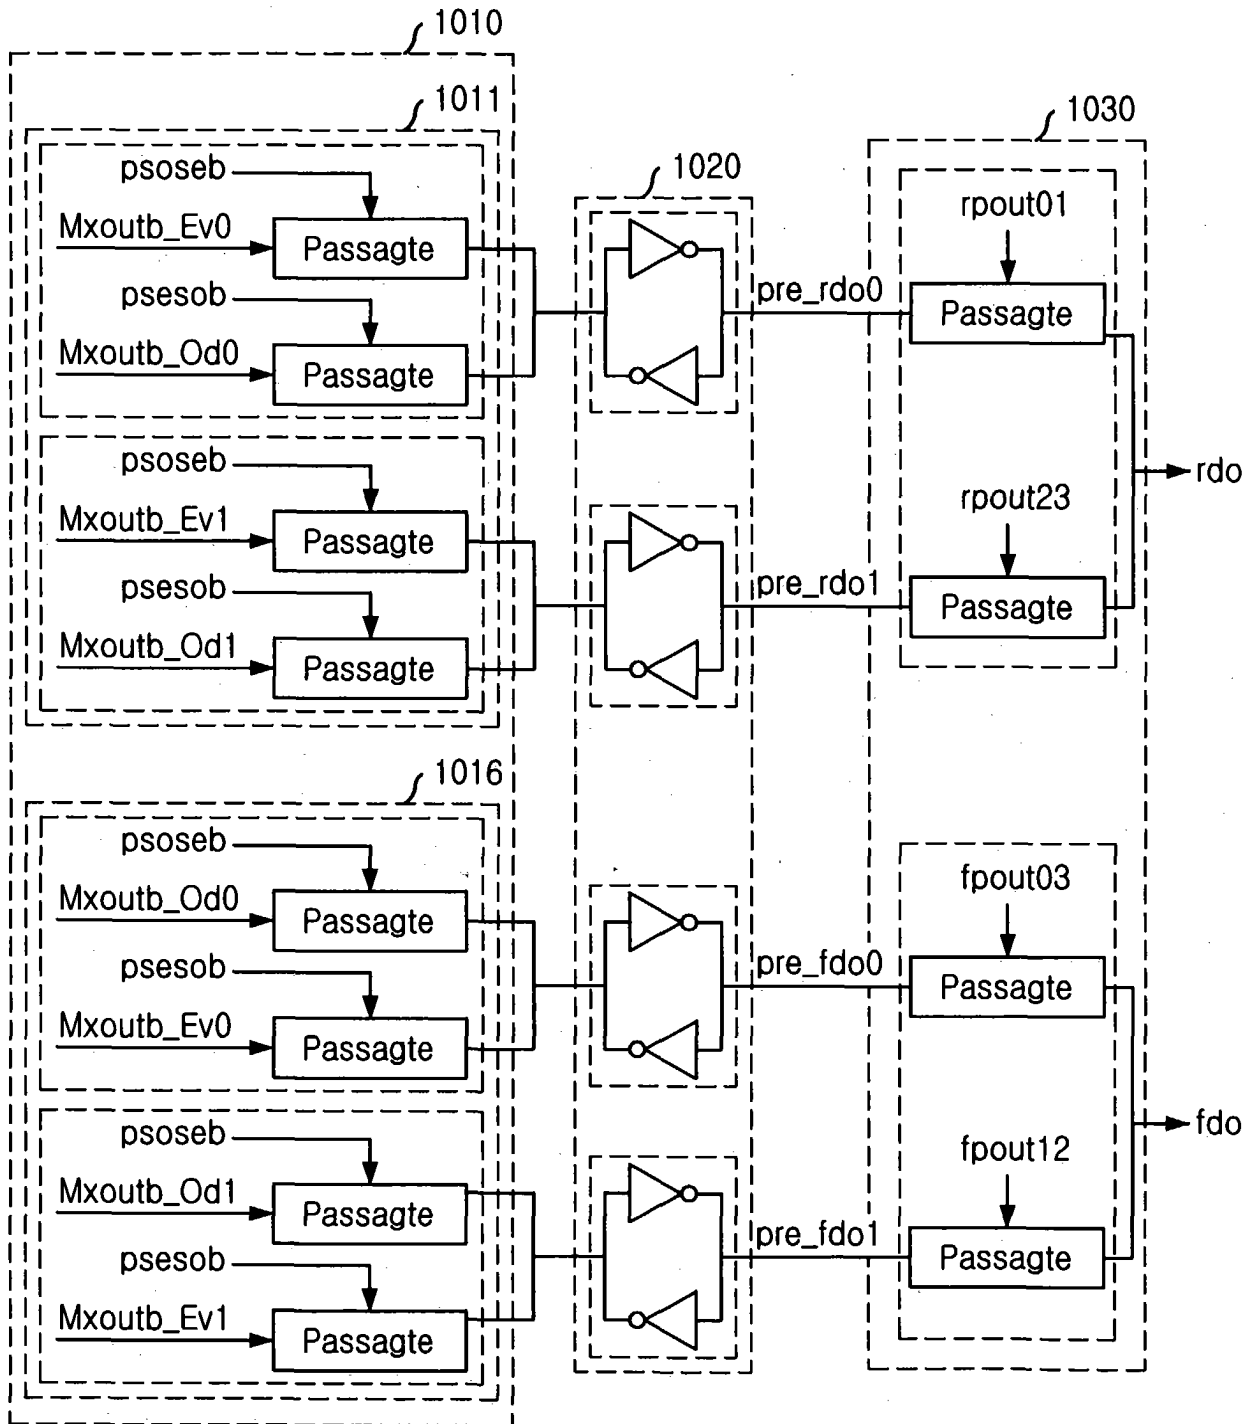 1010
1011
psoseb
Mxoutb_Ev0
Passagte
psesob
Mxoutb_Od0
Passagte
psoseb
Mxoutb_Ev1
Passagte
psesob
Mxoutb_Od1
Passagte
1016
psoseb
Mxoutb_Od0
Passagte
psesob
Mxoutb_Ev0
Passagte
psoseb
Mxoutb_Od1
Passagte
psesob
Mxoutb_Ev1
Passagte
1020
pre_rdo0
pre_rdo1
pre_fdo0
pre_fdo1
1030
rpout01
Passagte
rpout23
Passagte
rdo
fpout03
Passagte
fpout12
Passagte
fdo